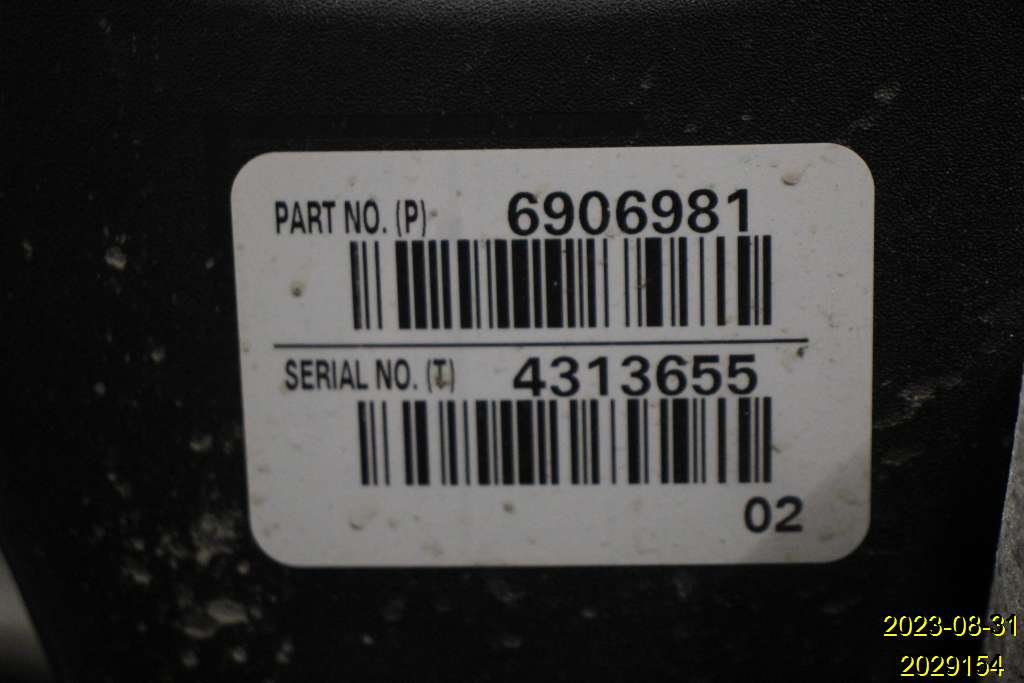 PART NO. (P) 6906981
SERIAL NO. (T) 4313655
02
2023-08-31
2029154